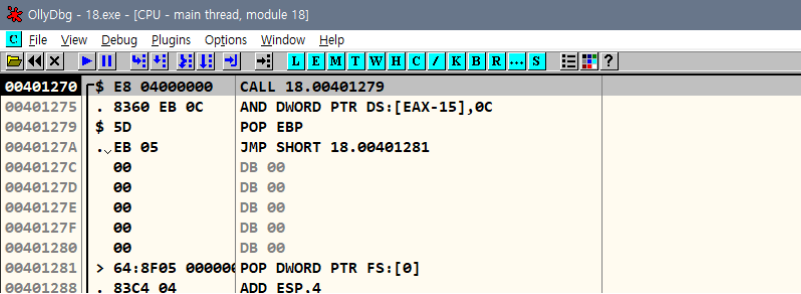 OllyDbg - 18.exe - [CPU - main thread, module 18]
C File View Debug Plugins Options Window Help
L E M T W H C / K B R ... S ?
00401270 $ E8 04000000 CALL 18.00401279
00401275 . 8360 EB 0C AND DWORD PTR DS:[EAX-15],0C
00401279 $ 5D POP EBP
0040127A . EB 05 JMP SHORT 18.00401281
0040127C 00 DB 00
0040127D 00 DB 00
0040127E 00 DB 00
0040127F 00 DB 00
00401280 00 DB 00
00401281 > 64:8F05 000000 POP DWORD PTR FS:[0]
00401288 . 83C4 04 ADD ESP,4